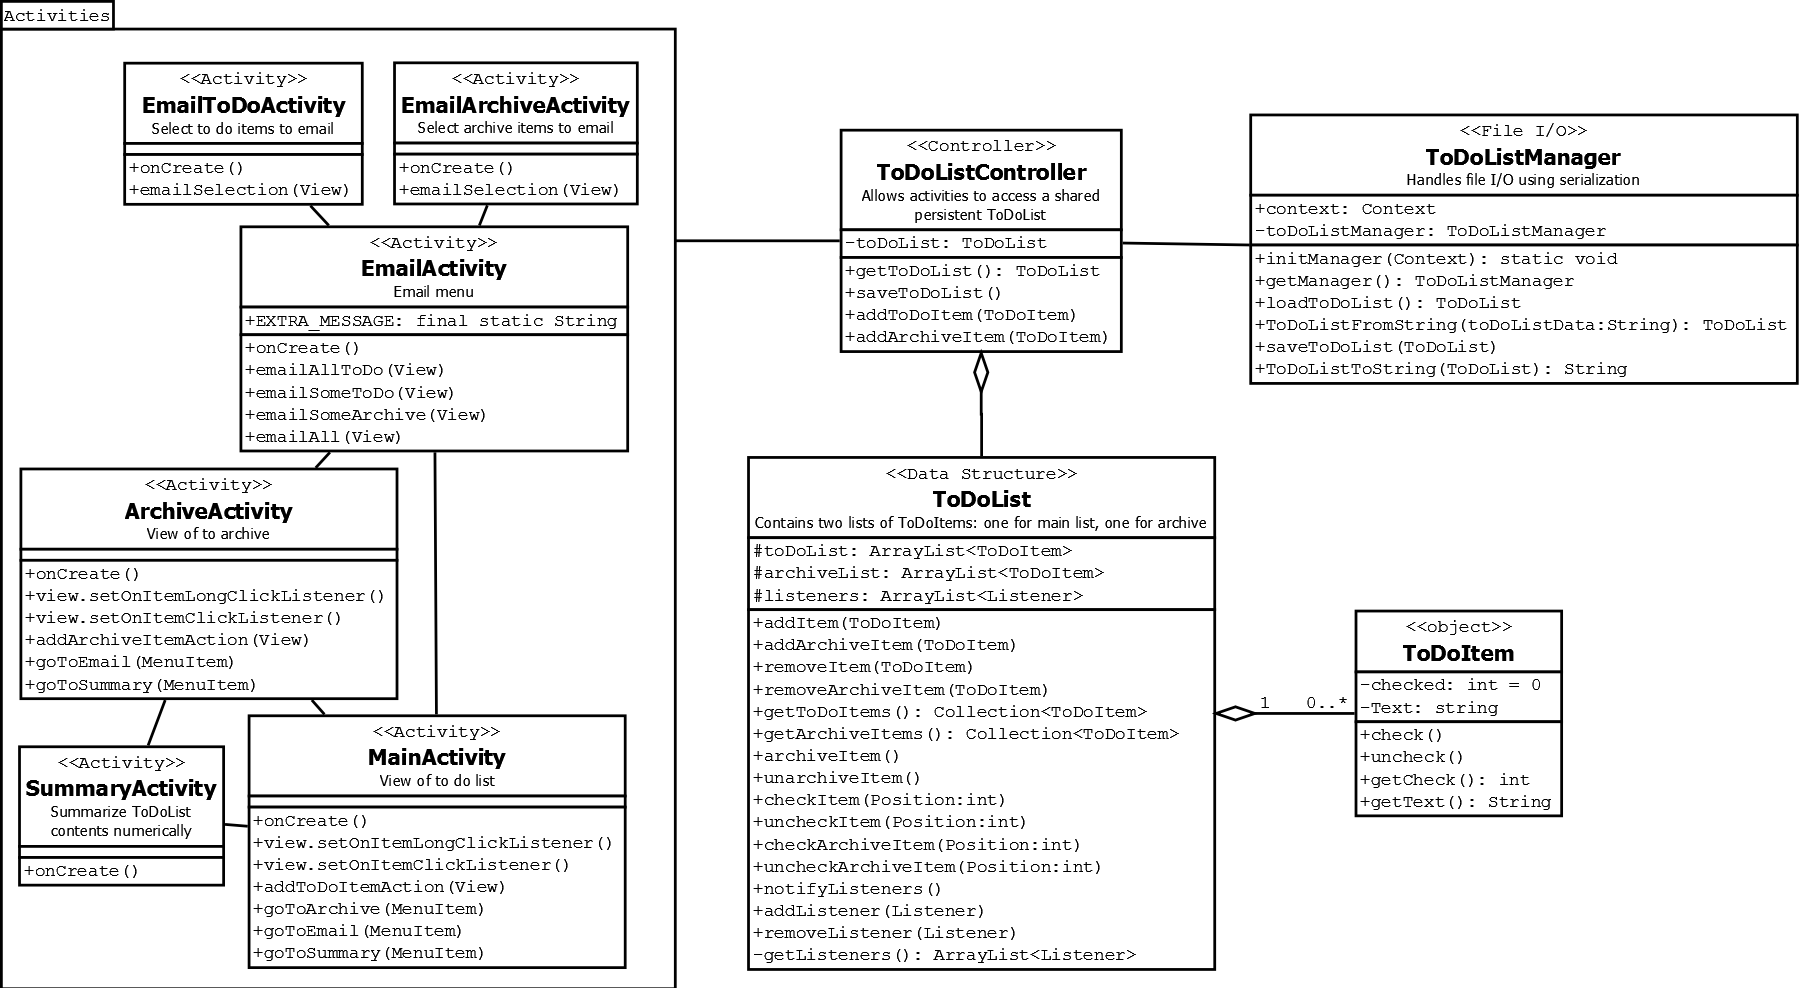 Activities
<<Activity>>
EmailToDoActivity
Select to do items to email
+onCreate()
+emailSelection(View)
<<Activity>>
EmailArchiveActivity
Select archive items to email
+onCreate()
+emailSelection(View)
<<Activity>>
EmailActivity
Email menu
+EXTRA_MESSAGE: final static String
+onCreate()
+emailAllToDo(View)
+emailSomeToDo(View)
+emailSomeArchive(View)
+emailAll(View)
<<Activity>>
ArchiveActivity
View of to archive
+onCreate()
+view.setOnItemLongClickListener()
+view.setOnItemClickListener()
+addArchiveItemAction(View)
+goToEmail(MenuItem)
+goToSummary(MenuItem)
<<Activity>>
SummaryActivity
Summarize ToDoList
contents numerically
+onCreate()
<<Activity>>
MainActivity
View of to do list
+onCreate()
+view.setOnItemLongClickListener()
+view.setOnItemClickListener()
+addToDoItemAction(View)
+goToArchive(MenuItem)
+goToEmail(MenuItem)
+goToSummary(MenuItem)
<<Controller>>
ToDoListController
Allows activities to access a shared
persistent ToDoList
-toDoList: ToDoList
+getToDoList(): ToDoList
+saveToDoList()
+addToDoItem(ToDoItem)
+addArchiveItem(ToDoItem)
<<File I/O>>
ToDoListManager
Handles file I/O using serialization
+context: Context
-toDoListManager: ToDoListManager
+initManager(Context): static void
+getManager(): ToDoListManager
+loadToDoList(): ToDoList
+ToDoListFromString(toDoListData:String): ToDoList
+saveToDoList(ToDoList)
+ToDoListToString(ToDoList): String
<<Data Structure>>
ToDoList
Contains two lists of ToDoItems: one for main list, one for archive
#toDoList: ArrayList<ToDoItem>
#archiveList: ArrayList<ToDoItem>
#listeners: ArrayList<Listener>
+addItem(ToDoItem)
+addArchiveItem(ToDoItem)
+removeItem(ToDoItem)
+removeArchiveItem(ToDoItem)
+getToDoItems(): Collection<ToDoItem>
+getArchiveItems(): Collection<ToDoItem>
+archiveItem()
+unarchiveItem()
+checkItem(Position:int)
+uncheckItem(Position:int)
+checkArchiveItem(Position:int)
+uncheckArchiveItem(Position:int)
+notifyListeners()
+addListener(Listener)
+removeListener(Listener)
-getListeners(): ArrayList<Listener>
1 0..*
<<object>>
ToDoItem
-checked: int = 0
-Text: string
+check()
+uncheck()
+getCheck(): int
+getText(): String